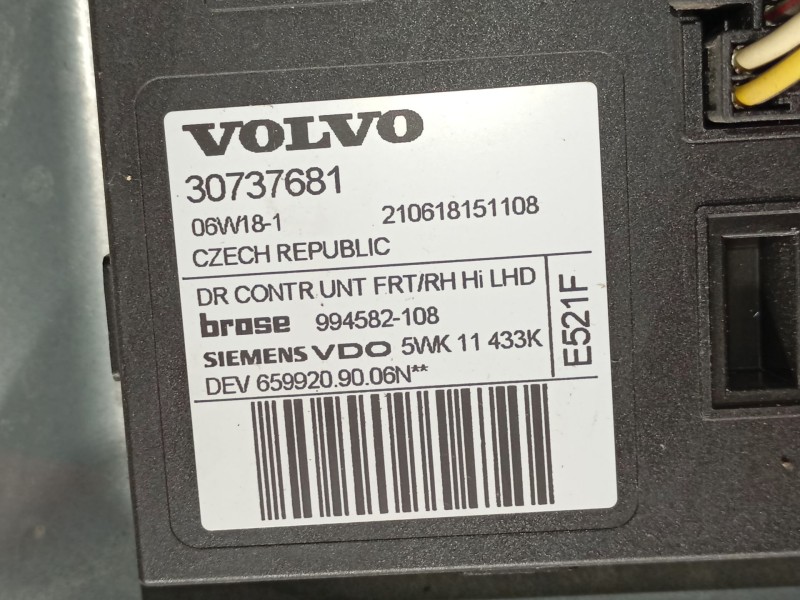 VOLVO
30737681
06W18-1 210618151108
CZECH REPUBLIC
DR CONTR UNT FRT/RH Hi LHD
brose 994582-108
SIEMENS VDO 5WK 11 433K
DEV 659920.90.06N**
E521F